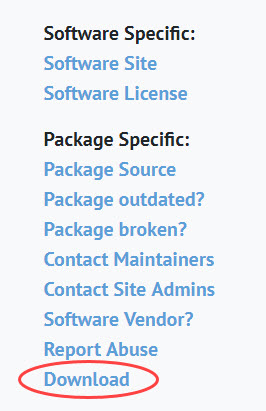 Software Specific:
Software Site
Software License
Package Specific:
Package Source
Package outdated?
Package broken?
Contact Maintainers
Contact Site Admins
Software Vendor?
Report Abuse
Download